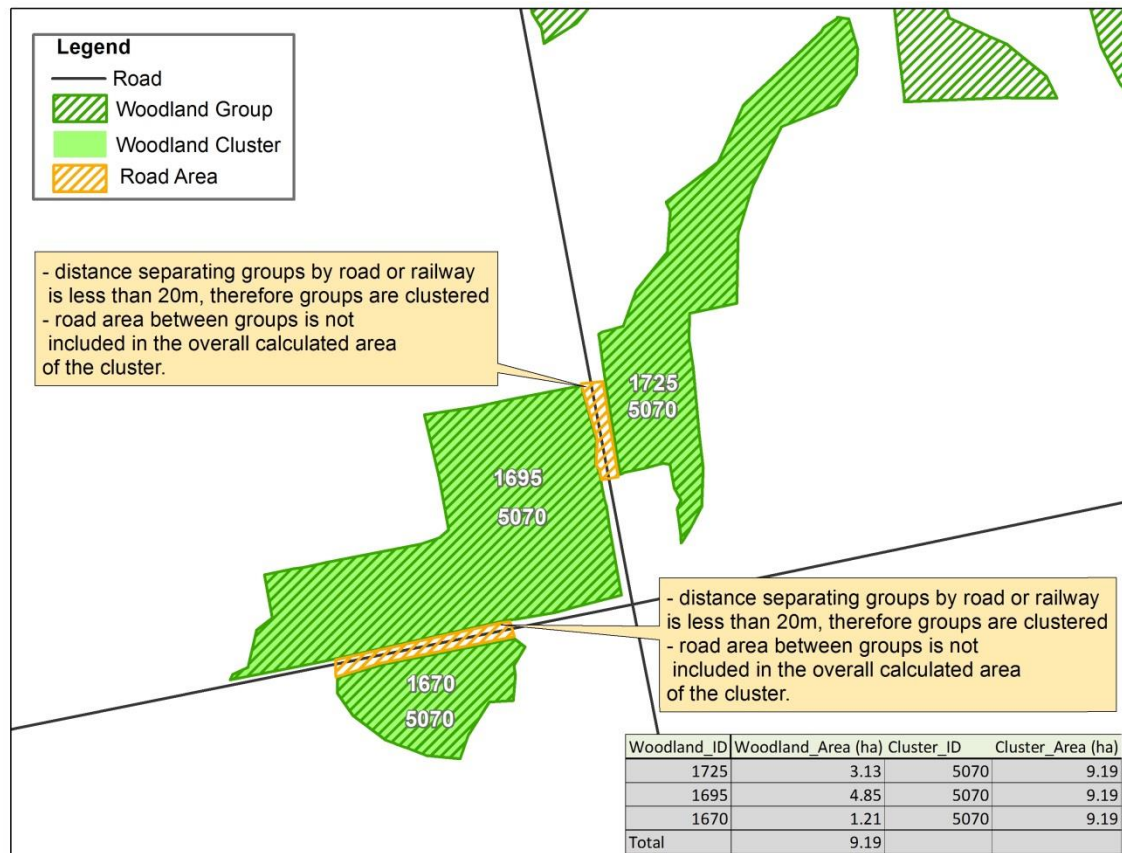 Legend
Road
Woodland Group
Woodland Cluster
Road Area
- distance separating groups by road or railway
is less than 20m, therefore groups are clustered
- road area between groups is not
included in the overall calculated area
of the cluster.
1725
5070
1695
5070
- distance separating groups by road or railway
is less than 20m, therefore groups are clustered
- road area between groups is not
included in the overall calculated area
of the cluster.
1670
5070
Woodland_ID Woodland_Area (ha) Cluster_ID Cluster_Area (ha)
1725 3.13 5070 9.19
1695 4.85 5070 9.19
1670 1.21 5070 9.19
Total 9.19